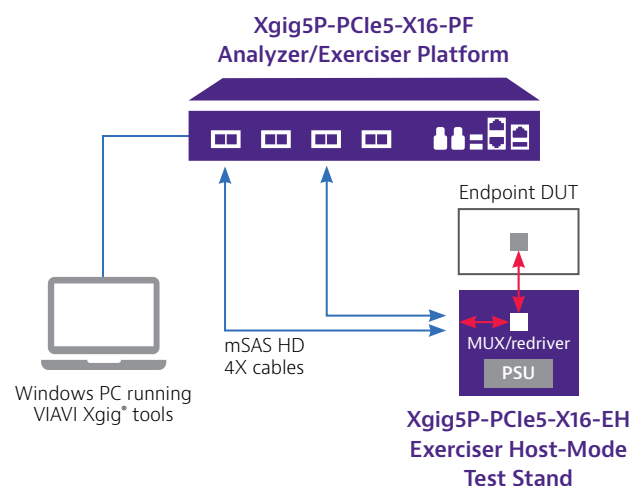 Xgig5P-PCIe5-X16-PF
Analyzer/Exerciser Platform
Endpoint DUT
MUX/redriver
PSU
mSAS HD
4X cables
Windows PC running
VIAVI Xgig® tools
Xgig5P-PCIe5-X16-EH
Exerciser Host-Mode
Test Stand